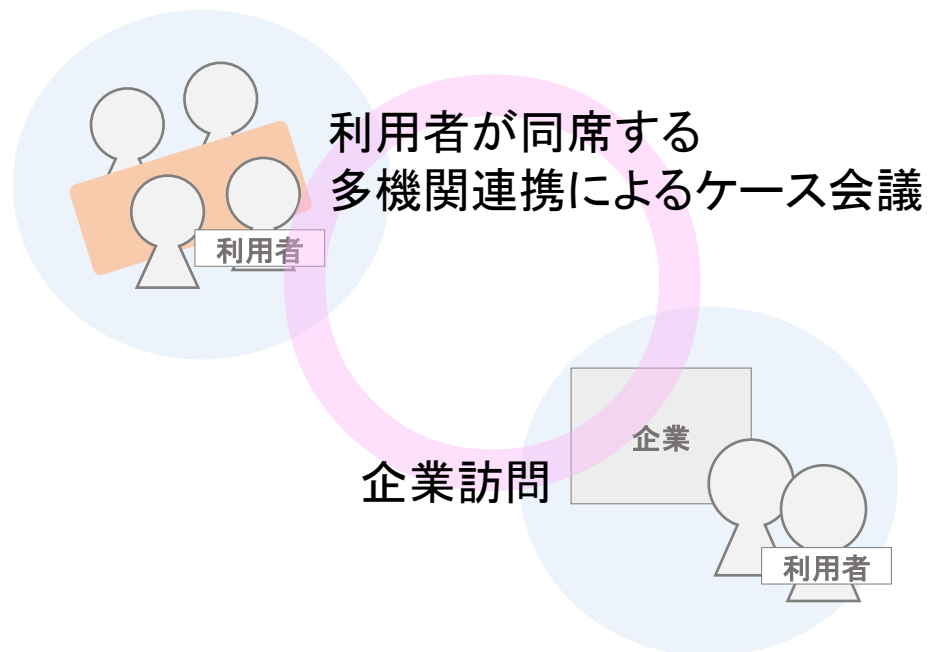 利用者が同席する
多機関連携によるケース会議
利用者
企業
企業訪問
利用者